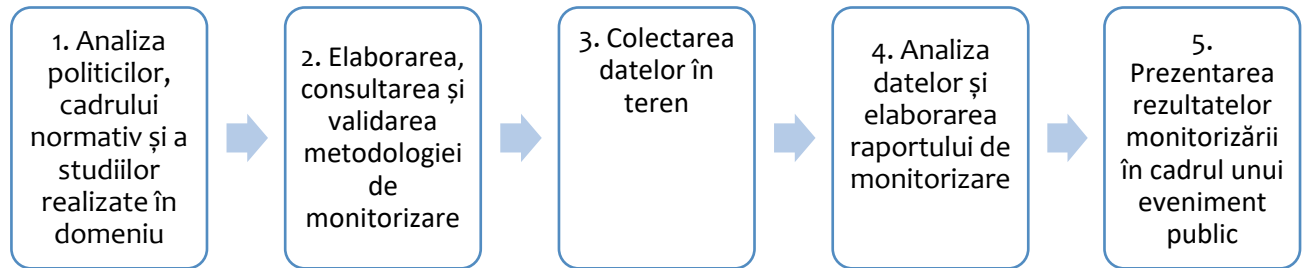 1. Analiza
politicilor,
cadrului
normativ și a
studiilor
realizate în
domeniu
2. Elaborarea,
consultarea și
validarea
metodologiei
de
monitorizare
3. Colectarea
datelor în
teren
4. Analiza
datelor și
elaborarea
raportului de
monitorizare
5.
Prezentarea
rezultatelor
monitorizării
în cadrul unui
eveniment
public